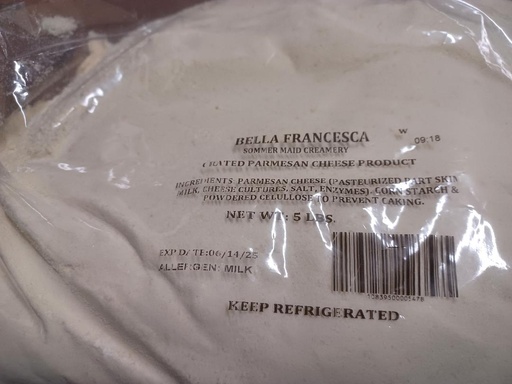 BELLA FRANCESCA
W 09:18
SOMMER MAID CREAMERY
GRATED PARMESAN CHEESE PRODUCT
INGREDIENTS: PARMESAN CHEESE (PASTEURIZED PART SKIM
MILK, CHEESE CULTURES, SALT, ENZYMES), CORN STARCH &
POWDERED CELULLOSE TO PREVENT CAKING.
NET WT: 5 LBS.
EXP DATE:06/14/25
ALLERGEN: MILK
KEEP REFRIGERATED